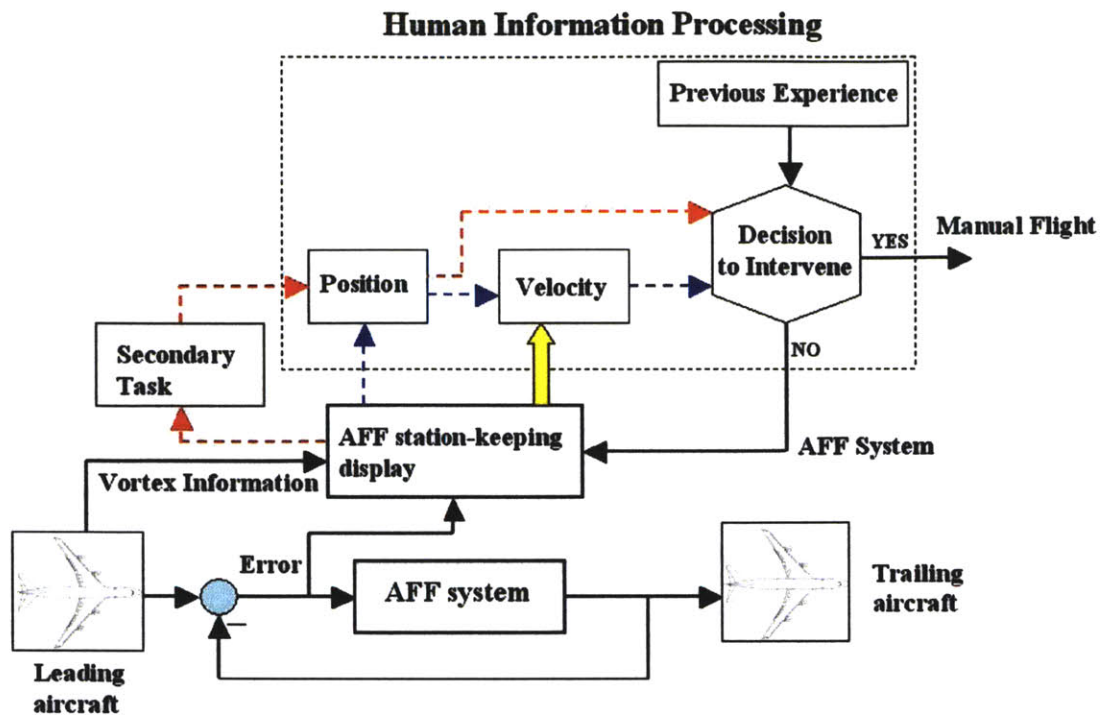 Human Information Processing
Previous Experience
Decision
to Intervene
YES
Manual Flight
Position
Velocity
NO
Secondary
Task
AFF station-keeping
display
AFF System
Vortex Information
Error
AFF system
Trailing
aircraft
Leading
aircraft